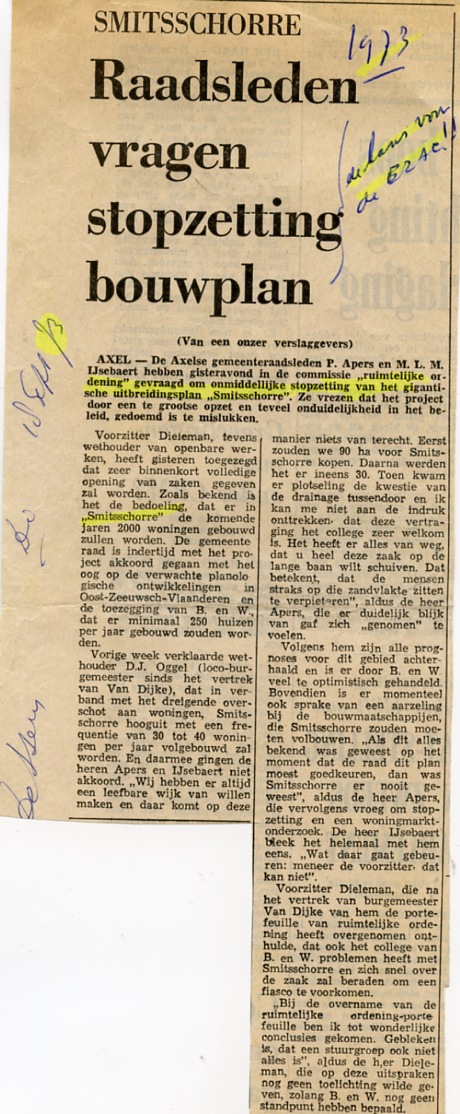 SMITSSCHORRE
1973
Raadsleden
vragen
stopzetting
bouwplan
de
de
(Van een onzer verslaggevers)
AXEL — De Axelse gemeenteraadsleden P. Apers en M. L. M.
IJsebaert hebben gisteravond in de commissie „ruimtelijke or-
dening" gevraagd om onmiddellijke stopzetting van het giganti-
sche uitbreidingsplan „Smitsschorre". Ze vrezen dat het project
door een te grootse opzet en teveel onduidelijkheid in het be-
leid, gedoemd is te mislukken.
Voorzitter Dieleman, tevens
wethouder van openbare wer-
ken, heeft gisteren toegezegd
dat zeer binnenkort volledige
opening van zaken gegeven
zal worden. Zoals bekend is
het de bedoeling, dat er in
„Smitsschorre" de komende
jaren 2000 woningen gebouwd
zullen worden. De gemeente
raad is indertijd met het pro-
ject akkoord gegaan met het
oog op de verwachte planolo
gische ontwikkelingen in
Oost-Zeeuwsch-Vlaanderen en
de toezegging van B. en W.,
dat er minimaal 250 huizen
per jaar gebouwd zouden wor-
den.
Vorige week verklaarde wet-
houder D.J. Oggel (loco-bur-
gemeester sinds het vertrek
van Van Dijke), dat in ver-
band met het dreigende over-
schot aan woningen, Smits-
schorre hooguit met een fre-
quentie van 30 tot 40 wonin-
gen per jaar volgebouwd zal
worden. En daarmee gingen de
heren Apers en IJsebaert niet
akkoord. „Wij hebben er altijd
een leefbare wijk van willen
maken en daar komt op deze
manier niets van terecht. Eerst
zouden we 90 ha voor Smits-
schorre kopen. Daarna werden
het er ineens 30. Toen kwam
er plotseling de kwestie van
de drainage tussendoor en ik
kan me niet aan de indruk
onttrekken, dat deze vertra-
ging het college zeer welkom
is. Het heeft er alles van weg,
dat u heel deze zaak op de
lange baan wilt schuiven. Dat
betekent, dat de mensen
straks op die zandvlakte zitten
te verpieteren", aldus de heer
Apers, die er duidelijk blijk
van gaf zich „genomen" te
voelen.
Volgens hem zijn alle prog-
noses voor dit gebied achter-
haald en is er door B. en W
veel te optimistisch gehandeld.
Bovendien is er momenteel
ook sprake van een aarzeling
bij de bouwmaatschappijen,
die Smitsschorre zouden moe-
ten volbouwen. „Als dit alles
bekend was geweest op het
moment dat de raad dit plan
moest goedkeuren, dan was
Smitsschorre er nooit ge-
weest", aldus de heer Apers,
die vervolgens vroeg om stop-
zetting en een woningmarkt-
onderzoek. De heer IJsebaert
bleek het helemaal met hem
eens. „Wat daar gaat gebeu-
ren: meneer de voorzitter, dat
kan niet".
Voorzitter Dieleman, die na
het vertrek van burgemeester
Van Dijke van hem de porte-
feuille van ruimtelijke orde-
ning heeft overgenomen ont-
hulde, dat ook het college van
B. en W. problemen heeft met
Smitsschorre en zich snel over
de zaak zal beraden om een
fiasco te voorkomen.
„Bij de overname van de
ruimtelijke ordening-porte
feuille ben ik tot wonderlijke
conclusies gekomen. Gebleken
is, dat een stuurgroep ook niet
alles is", aldus de h,er Diele-
man, die op deze uitspraken
nog geen toelichting wilde ge-
ven, zolang B. en W. nog geen
standpunt hebben bepaald.